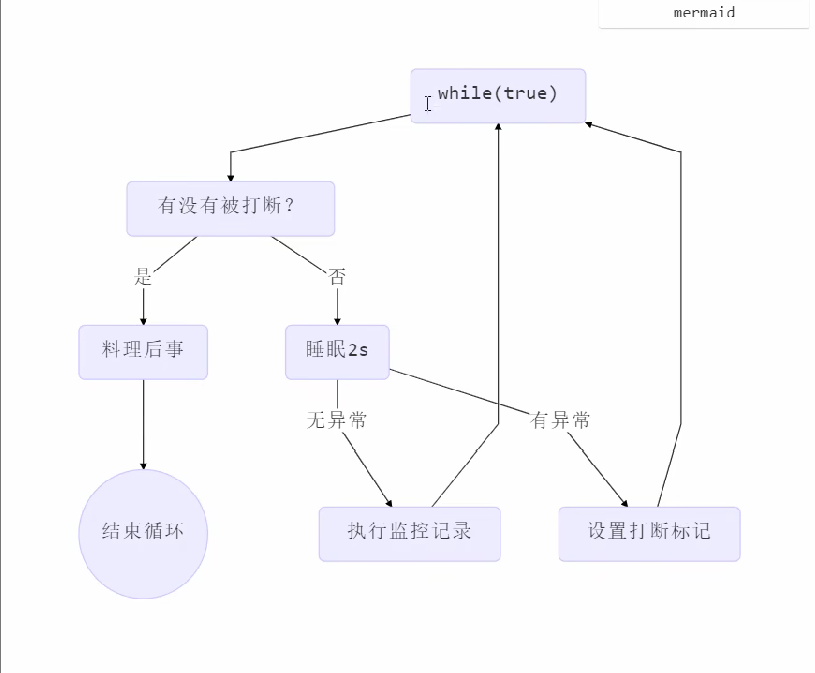 mermaid
while(true)
有没有被打断？
是
否
料理后事
睡眠2s
无异常
有异常
结束循环
执行监控记录
设置打断标记